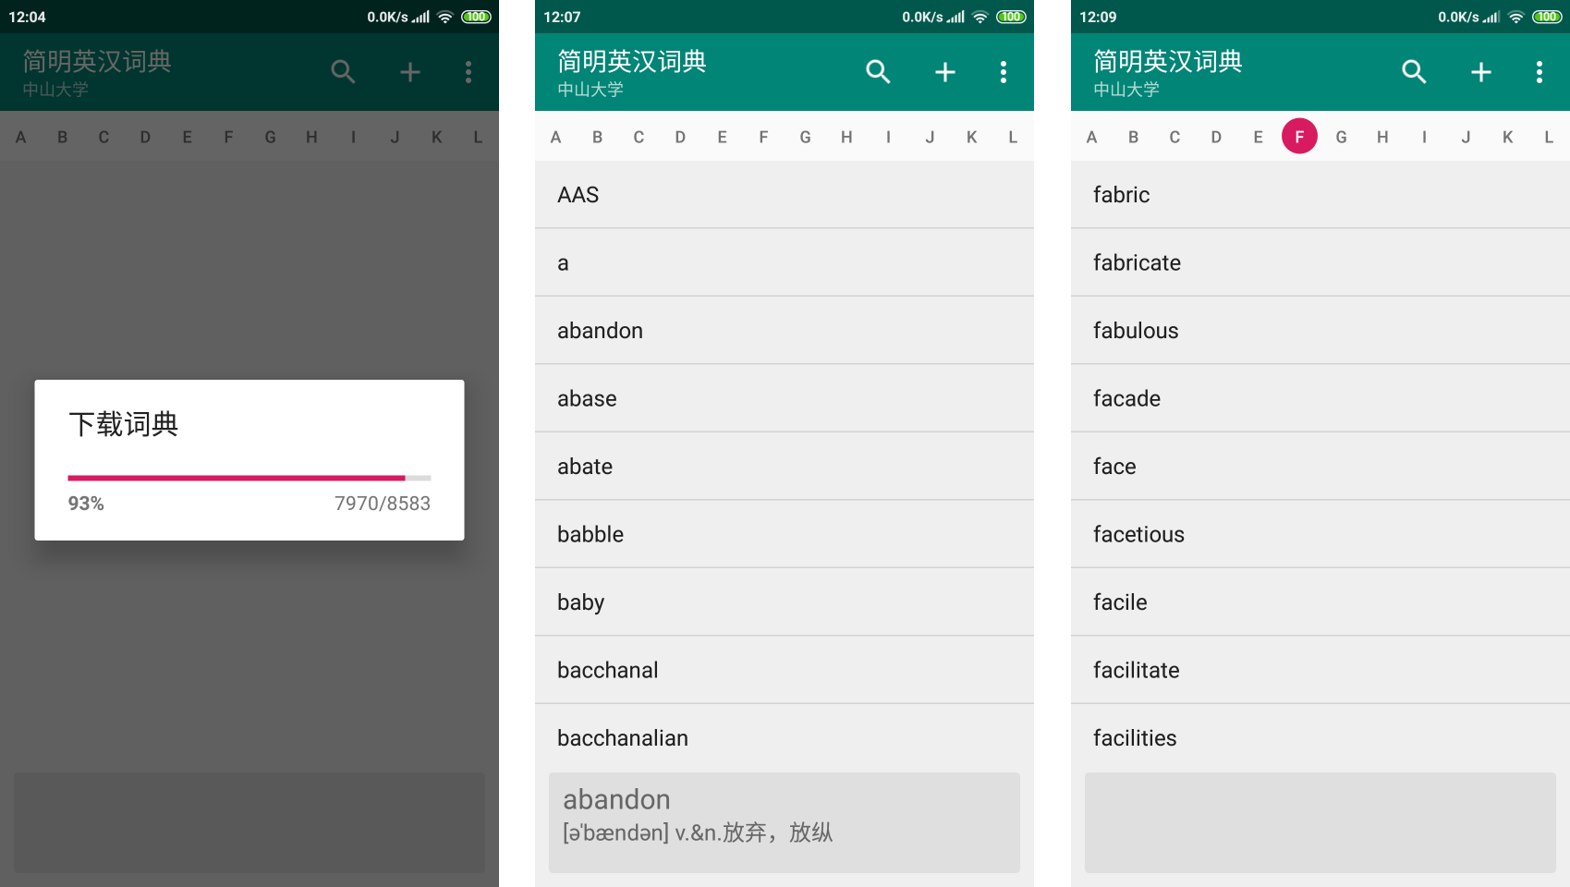 12:04 0.0K/s 100
简明英汉词典
中山大学
A B C D E F G H I J K L
下载词典
93% 7970/8583
12:07 0.0K/s 100
简明英汉词典
中山大学
A B C D E F G H I J K L
AAS
a
abandon
abase
abate
babble
baby
bacchanal
bacchanalian
abandon
[ə'bændən] v.&n.放弃，放纵
12:09 0.0K/s 100
简明英汉词典
中山大学
A B C D E F G H I J K L
fabric
fabricate
fabulous
facade
face
facetious
facile
facilitate
facilities